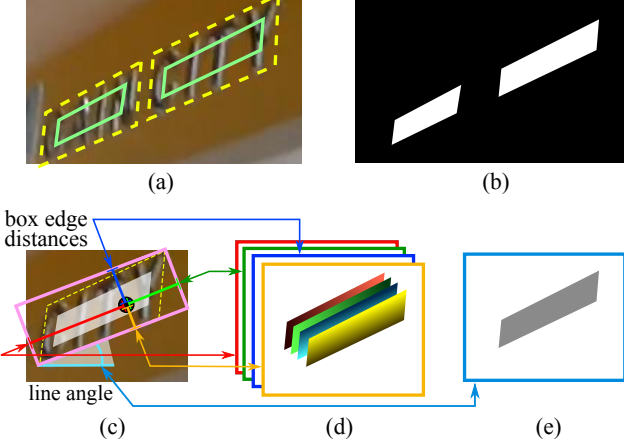 (a)
(b)
box edge
distances
line angle
(c)
(d)
(e)